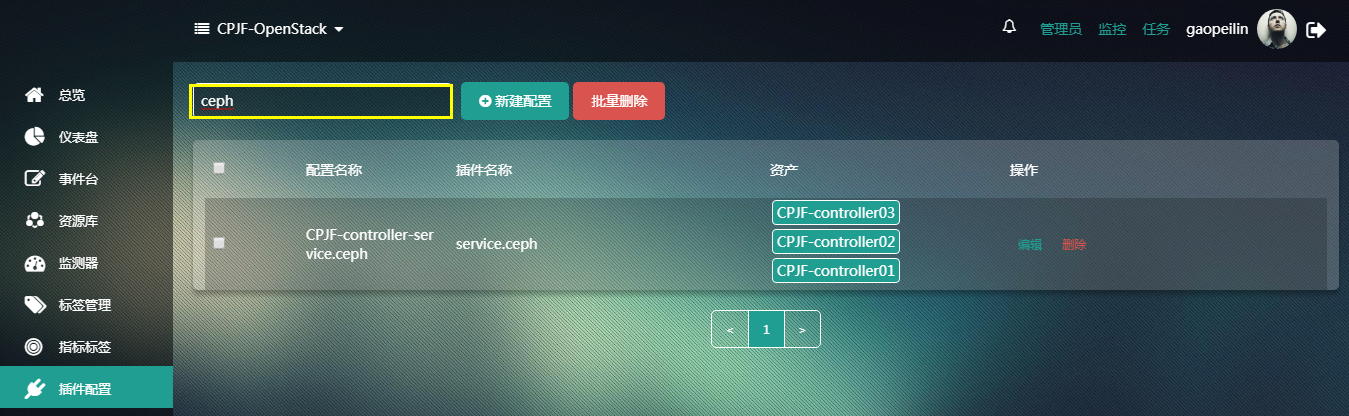 CPJF-OpenStack
管理员 监控 任务 gaopeilin
总览
仪表盘
事件台
资源库
监测器
标签管理
指标标签
插件配置
ceph
新建配置 批量删除
配置名称 插件名称 资产 操作
CPJF-controller-ser
vice.ceph
service.ceph
CPJF-controller03
CPJF-controller02
CPJF-controller01
编辑 删除
< 1 >